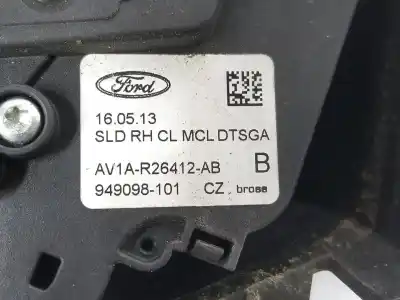 Ford
16.05.13
SLD RH CL MCL DTSGA
AV1A-R26412-AB B
949098-101 CZ brose